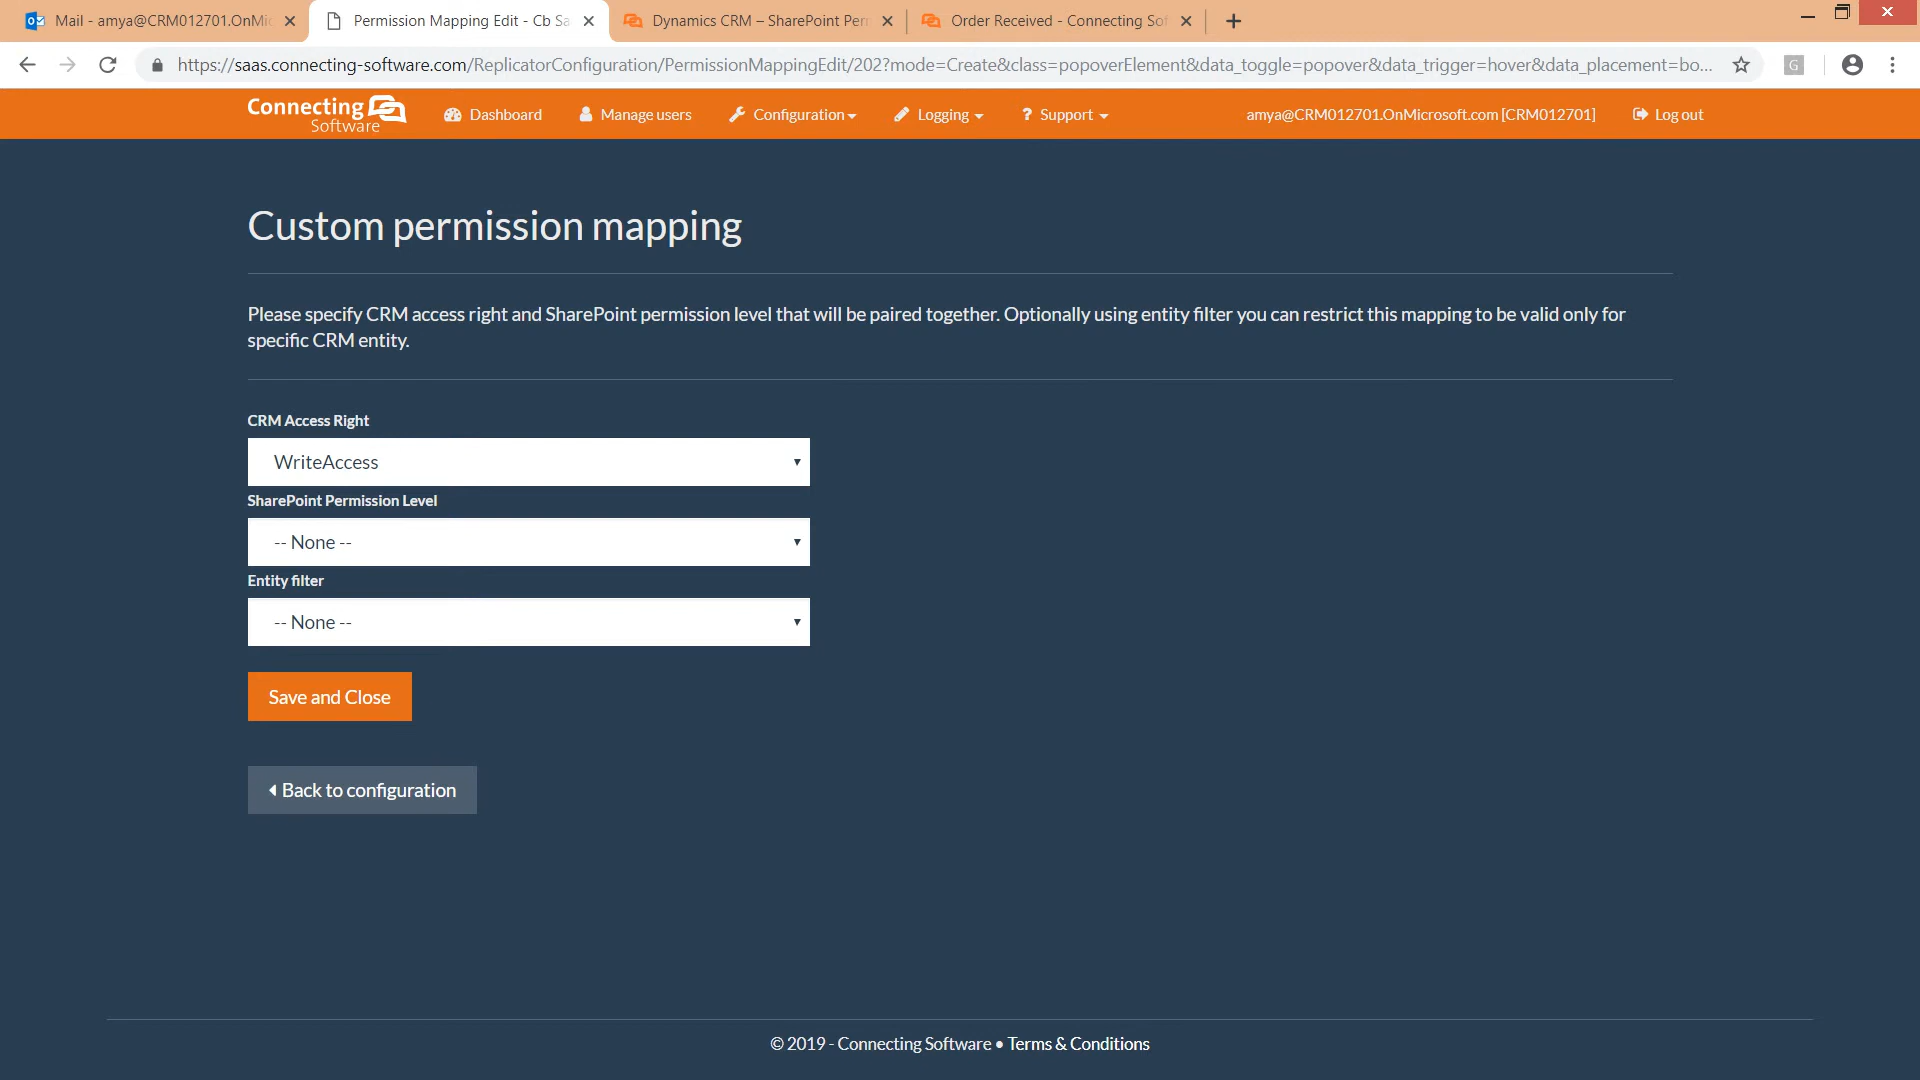 Mail - amya@CRM012701.OnMic
Permission Mapping Edit - Cb Sa
Dynamics CRM – SharePoint Per
Order Received - Connecting Sof
https://saas.connecting-software.com/ReplicatorConfiguration/PermissionMappingEdit/202?mode=Create&class=popoverElement&data_toggle=popover&data_trigger=hover&data_placement=bo...
G
Connecting
Software
Dashboard
Manage users
Configuration
Logging
? Support
amya@CRM012701.OnMicrosoft.com [CRM012701]
Log out
Custom permission mapping
Please specify CRM access right and SharePoint permission level that will be paired together. Optionally using entity filter you can restrict this mapping to be valid only for
specific CRM entity.
CRM Access Right
WriteAccess
SharePoint Permission Level
-- None --
Entity filter
-- None --
Save and Close
Back to configuration
© 2019 - Connecting Software • Terms & Conditions